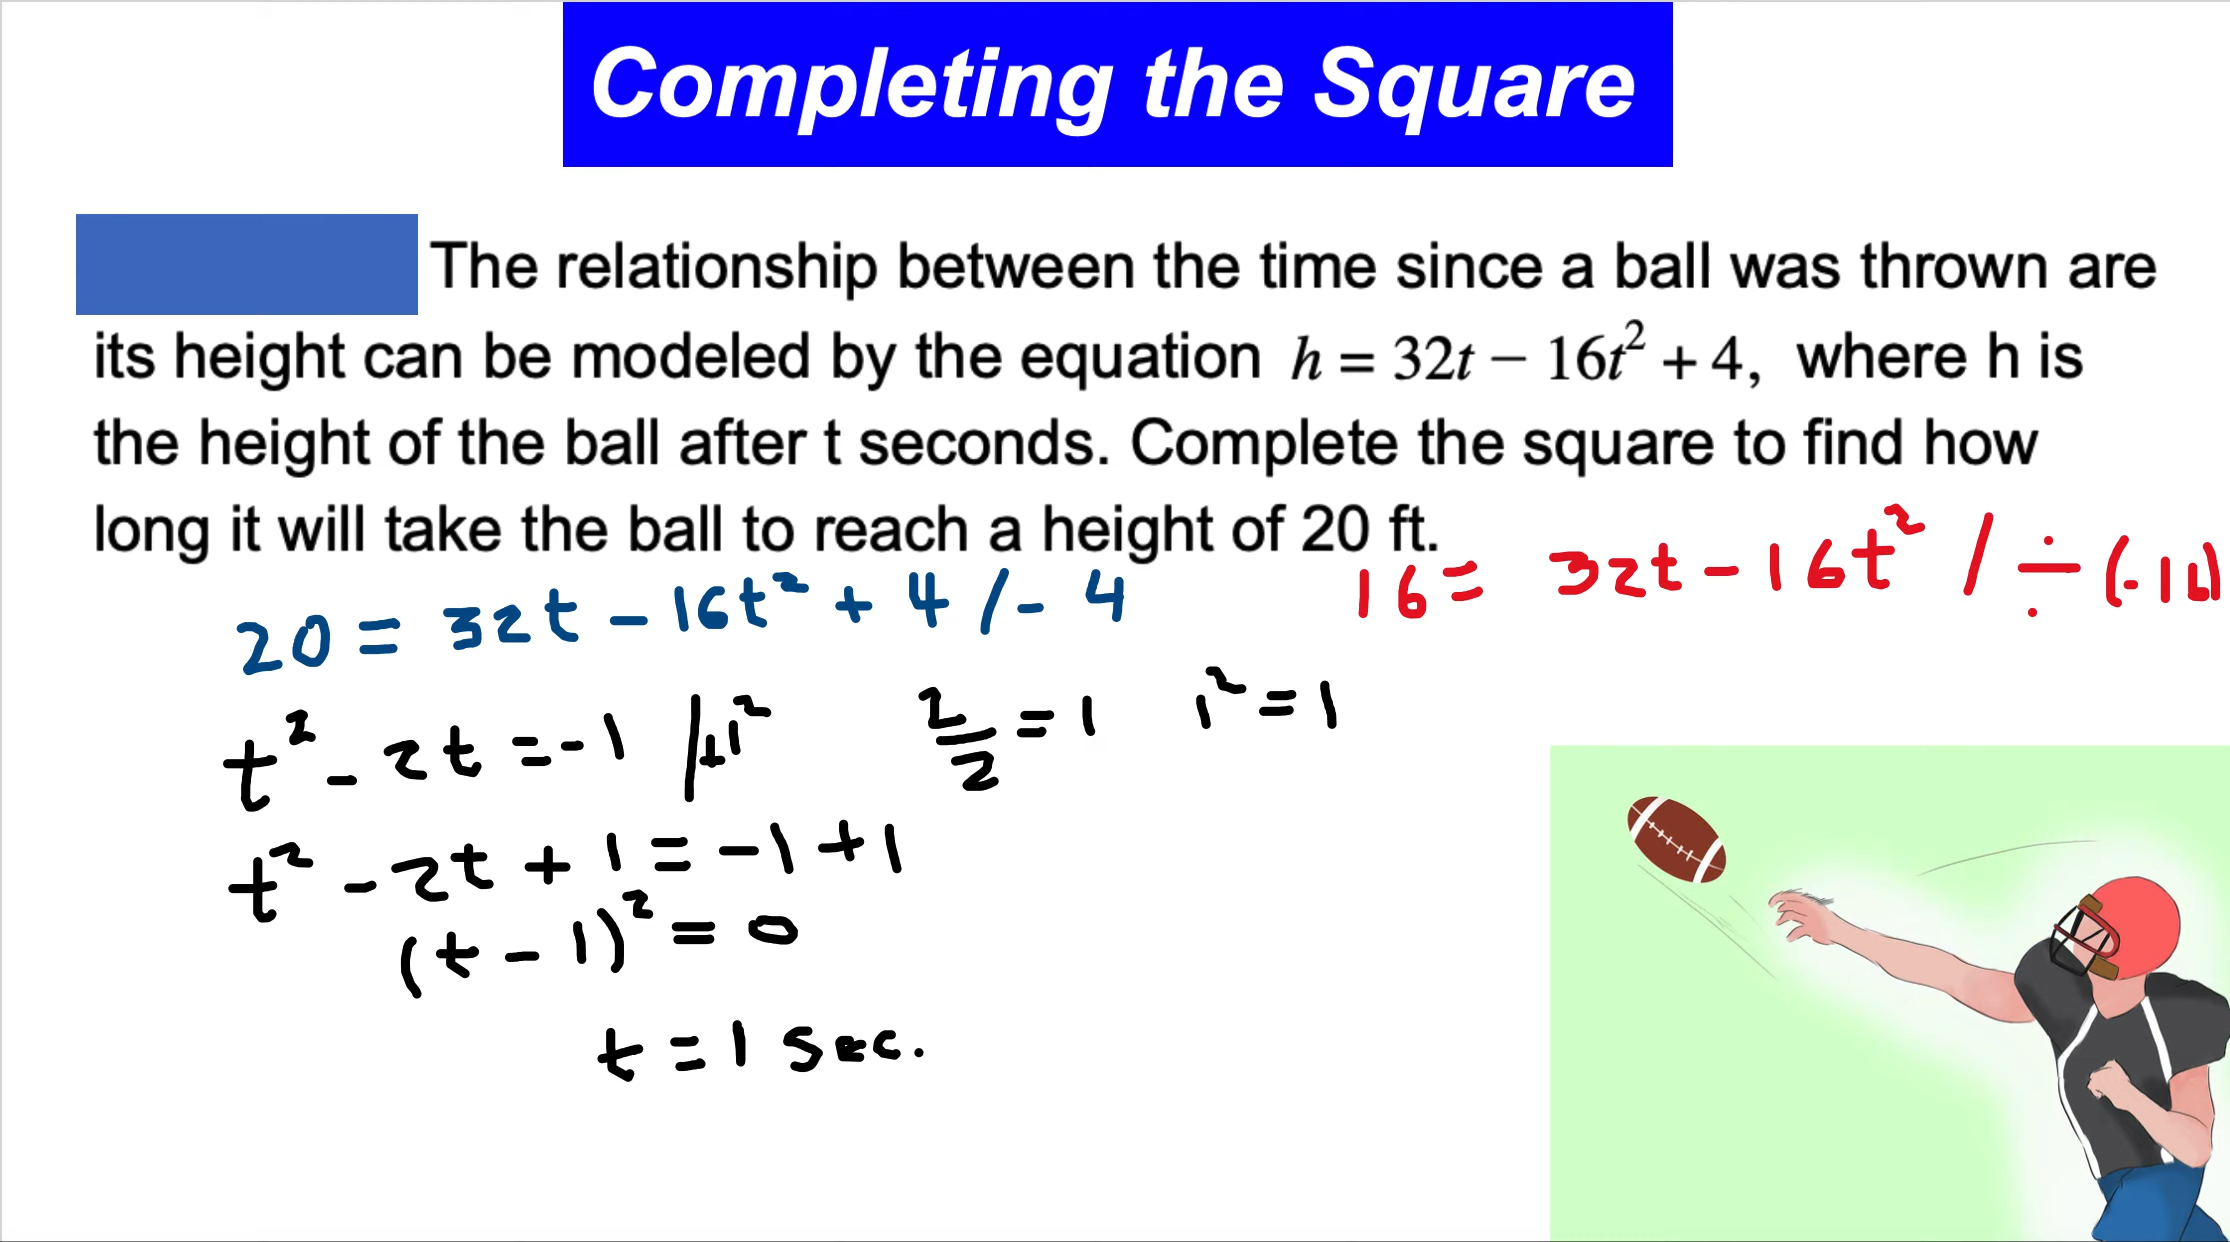 Completing the Square
The relationship between the time since a ball was thrown are
its height can be modeled by the equation h = 32t − 16t² + 4, where h is
the height of the ball after t seconds. Complete the square to find how
long it will take the ball to reach a height of 20 ft.
20 = 32t - 16t² + 4 / - 4
16 = 32t - 16t² / ÷ (-16)
t² - 2t = -1 / +1² 2/2 = 1 1² = 1
t² - 2t + 1 = -1 + 1
(t - 1)² = 0
t = 1 sec.